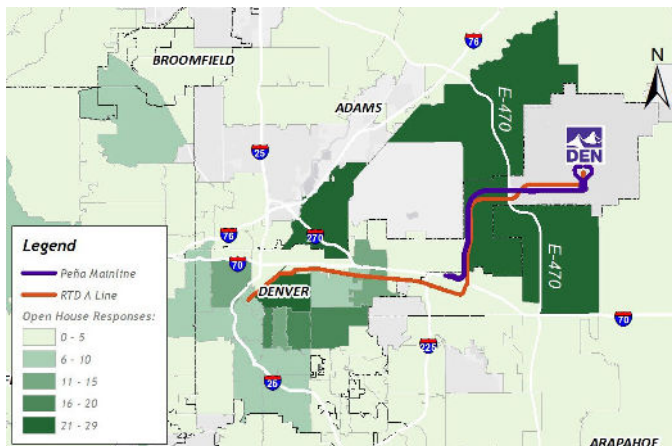 76
N
BROOMFIELD
E-470
ADAMS
DEN
25
Legend
Peña Mainline
RTD A Line
Open House Responses:
0 - 5
6 - 10
11 - 15
16 - 20
21 - 29
76
270
70
E-470
DENVER
70
225
25
ARAPAHOE